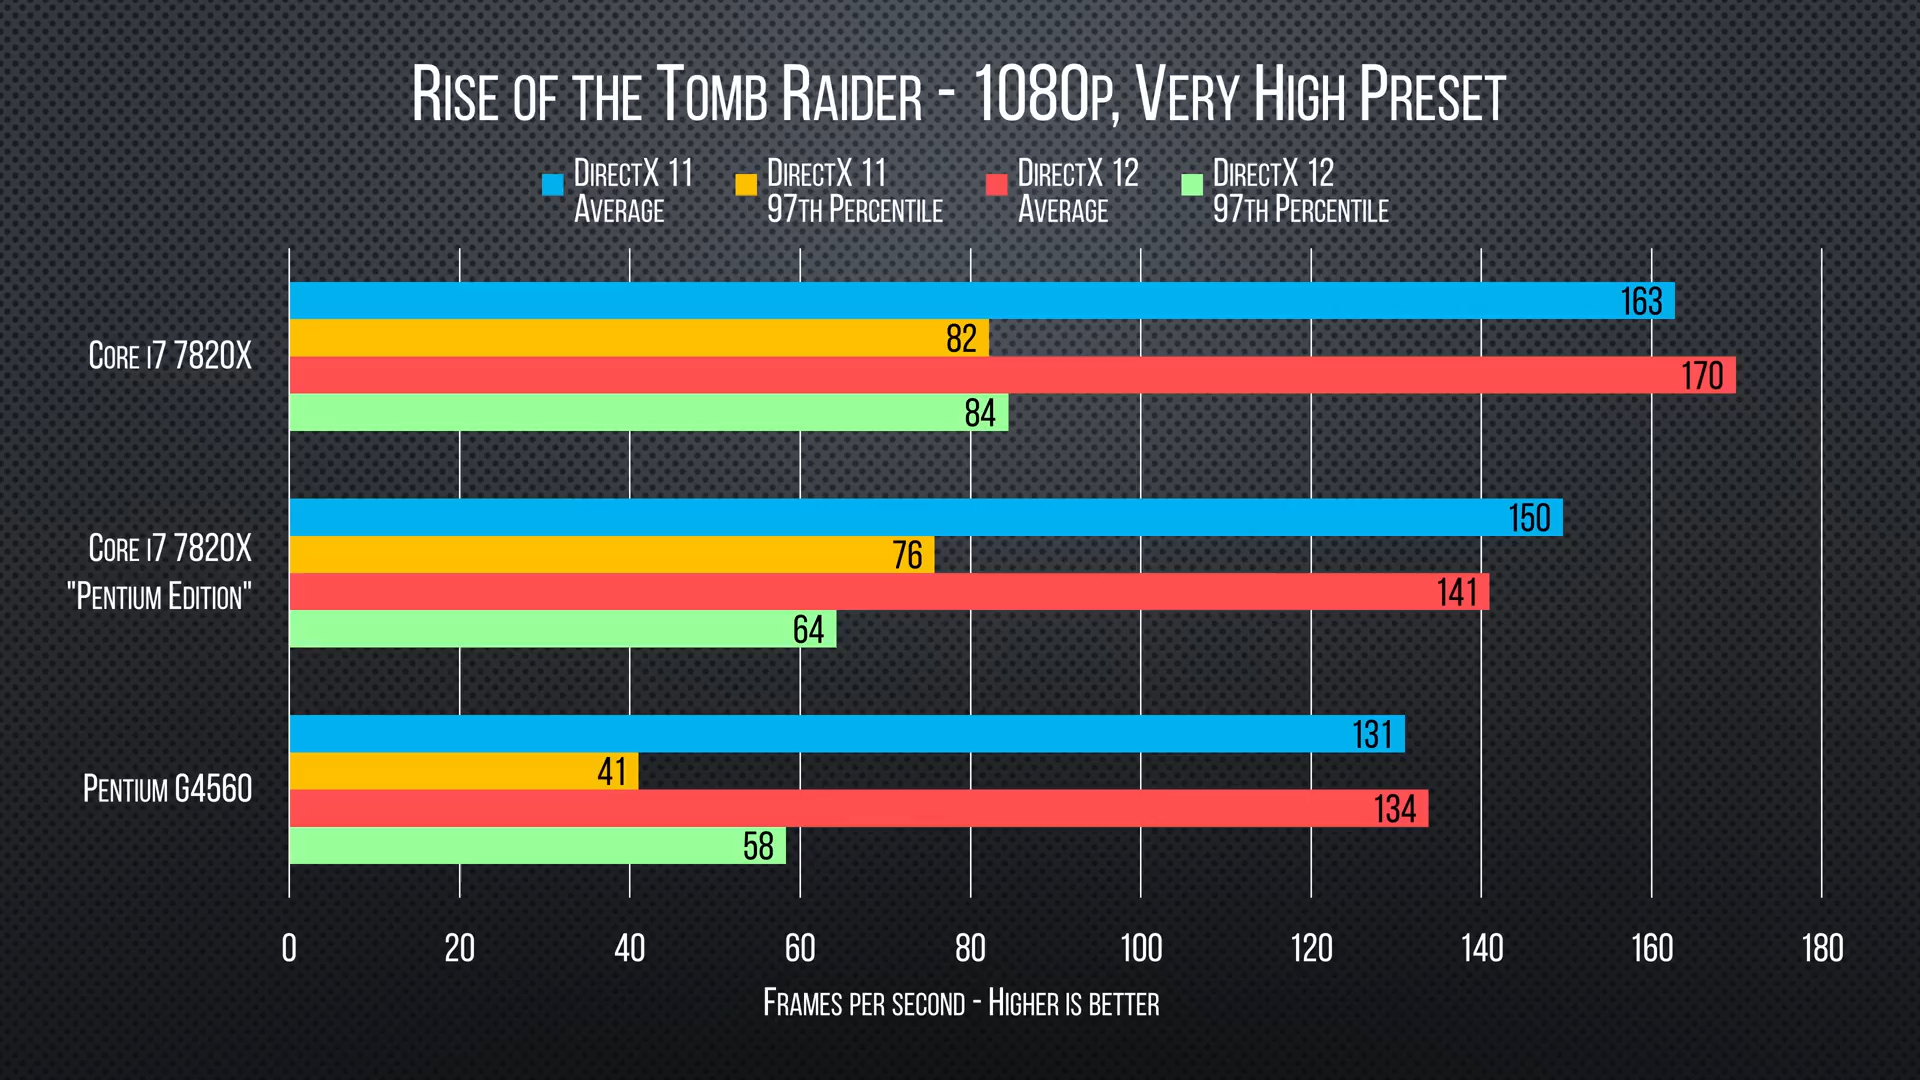 Rise of the Tomb Raider - 1080p, Very High Preset
DirectX 11 Average
DirectX 11 97th Percentile
DirectX 12 Average
DirectX 12 97th Percentile
Core i7 7820X
163
82
170
84
Core i7 7820X
"Pentium Edition"
150
76
141
64
Pentium G4560
131
41
134
58
0 20 40 60 80 100 120 140 160 180
Frames per second - Higher is better